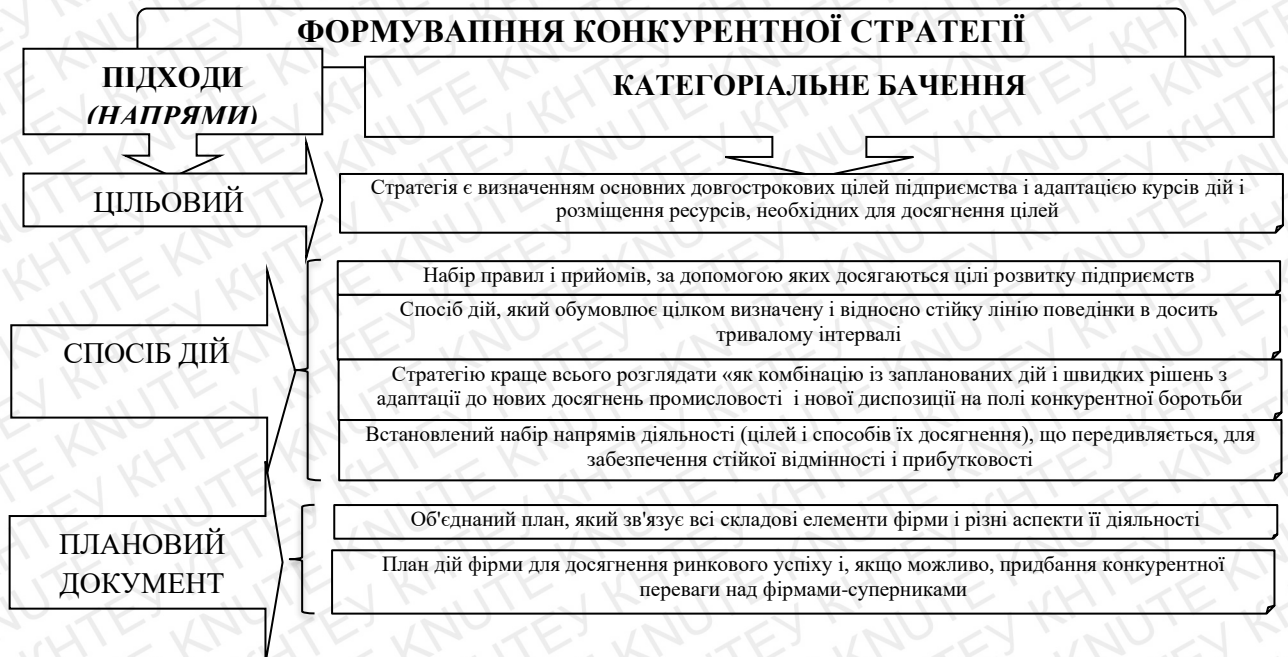 ФОРМУВАПННЯ КОНКУРЕНТНОЇ СТРАТЕГІЇ
ПІДХОДИ
(НАПРЯМИ)
КАТЕГОРІАЛЬНЕ БАЧЕННЯ
ЦІЛЬОВИЙ
Стратегія є визначенням основних довгострокових цілей підприємства і адаптацією курсів дій і
розміщення ресурсів, необхідних для досягнення цілей
СПОСІБ ДІЙ
Набір правил і прийомів, за допомогою яких досягаються цілі розвитку підприємств
Спосіб дій, який обумовлює цілком визначену і відносно стійку лінію поведінки в досить
тривалому інтервалі
Стратегію краще всього розглядати «як комбінацію із запланованих дій і швидких рішень з
адаптації до нових досягнень промисловості і нової диспозиції на полі конкурентної боротьби
Встановлений набір напрямів діяльності (цілей і способів їх досягнення), що передивляється, для
забезпечення стійкої відмінності і прибутковості
ПЛАНОВИЙ
ДОКУМЕНТ
Об'єднаний план, який зв'язує всі складові елементи фірми і різні аспекти її діяльності
План дій фірми для досягнення ринкового успіху і, якщо можливо, придбання конкурентної
переваги над фірмами-суперниками